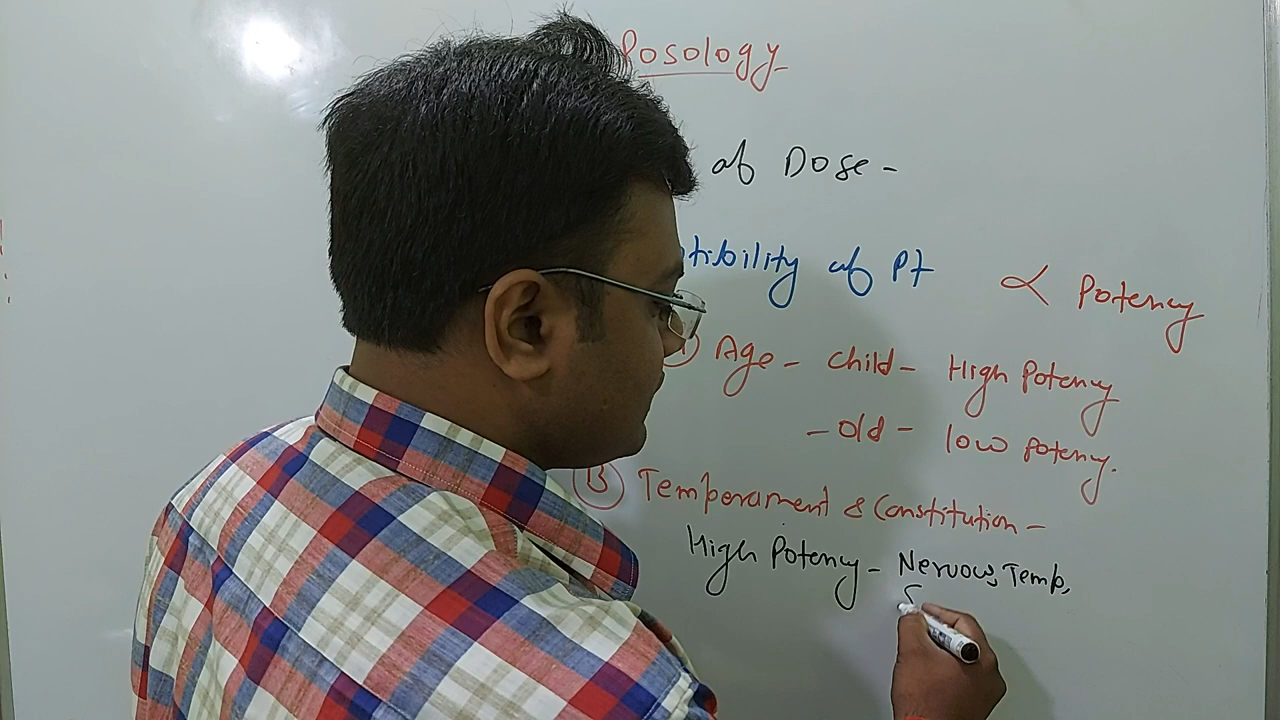 Posology
of Dose -
tibility of Pt ∝ Potency
A) Age - child - High Potency
- Old - low potency.
B Temperament & Constitution -
High Potency - Nervous, Temp,
S